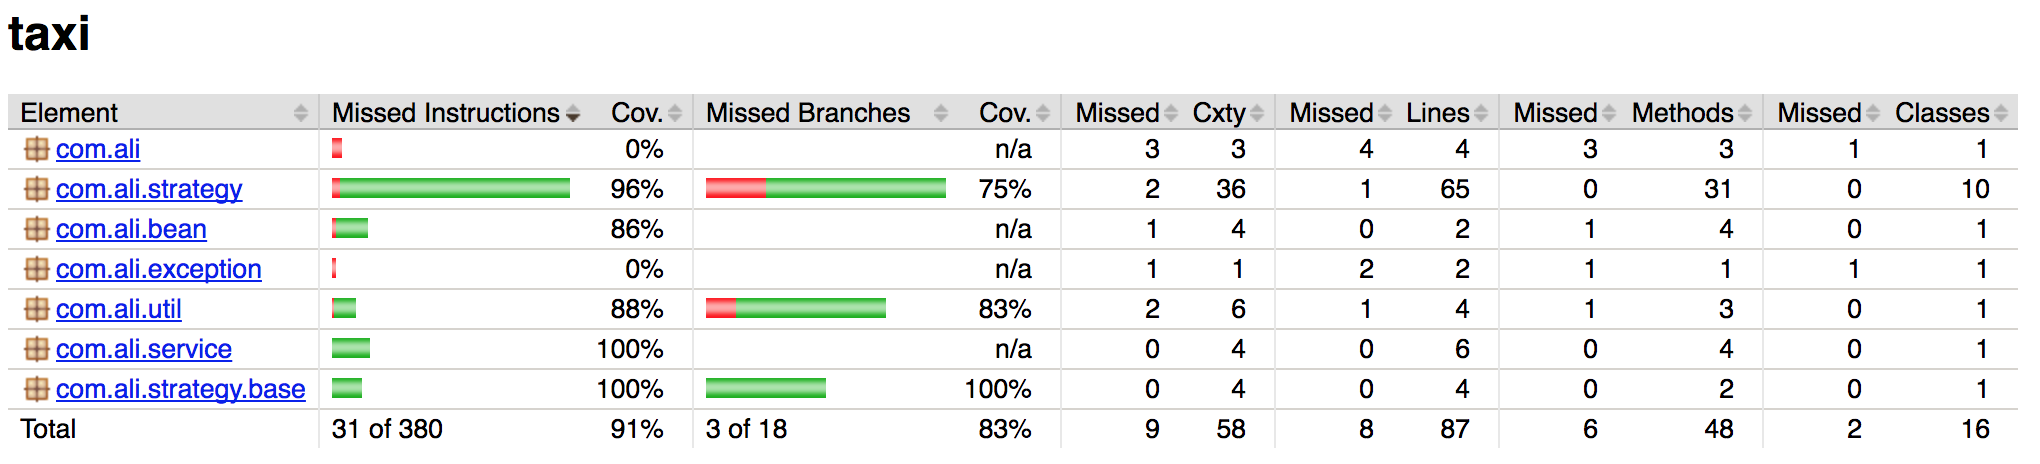 taxi
Element Missed Instructions Cov. Missed Branches Cov. Missed Cxty Missed Lines Missed Methods Missed Classes
com.ali 0% n/a 3 3 4 4 3 3 1 1
com.ali.strategy 96% 75% 2 36 1 65 0 31 0 10
com.ali.bean 86% n/a 1 4 0 2 1 4 0 1
com.ali.exception 0% n/a 1 1 2 2 1 1 1 1
com.ali.util 88% 83% 2 6 1 4 1 3 0 1
com.ali.service 100% n/a 0 4 0 6 0 4 0 1
com.ali.strategy.base 100% 100% 0 4 0 4 0 2 0 1
Total 31 of 380 91% 3 of 18 83% 9 58 8 87 6 48 2 16